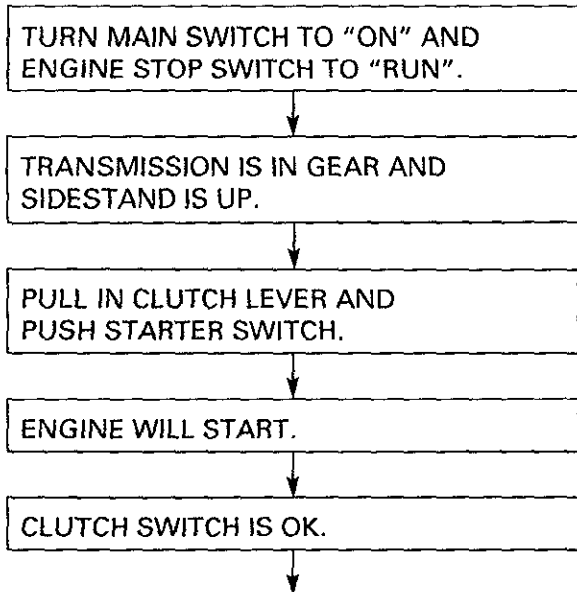 TURN MAIN SWITCH TO “ON” AND
ENGINE STOP SWITCH TO “RUN”.
TRANSMISSION IS IN GEAR AND
SIDESTAND IS UP.
PULL IN CLUTCH LEVER AND
PUSH STARTER SWITCH.
ENGINE WILL START.
CLUTCH SWITCH IS OK.